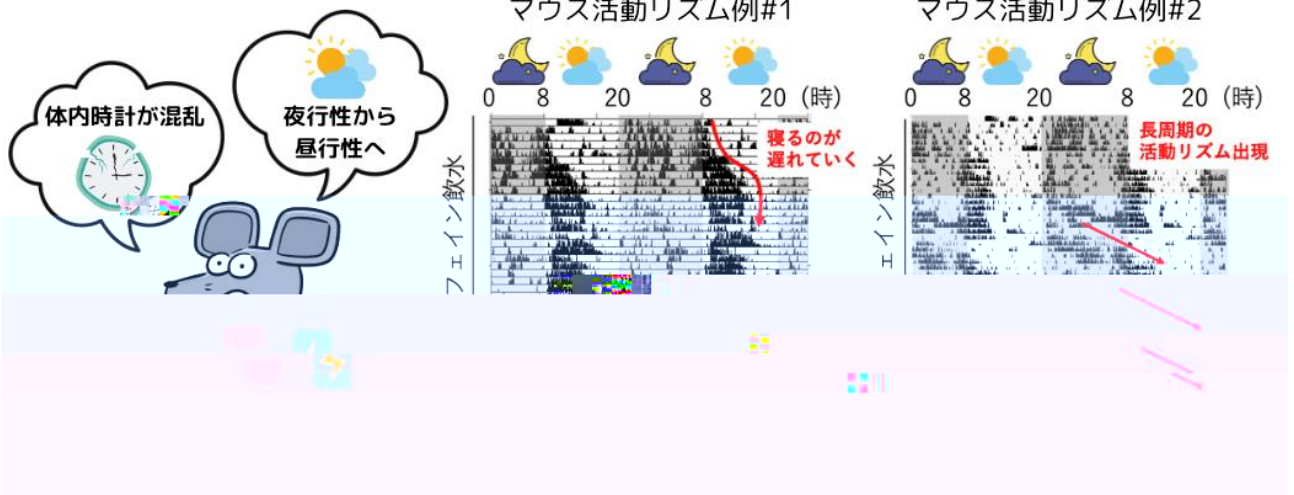 マウス活動リズム例#1
マウス活動リズム例#2
体内時計が混乱
夜行性から
昼行性へ
0 8 20 8 20（時）
0 8 20 8 20（時）
寝るのが
遅れていく
長周期の
活動リズム出現
フェイン飲水
ェイン飲水